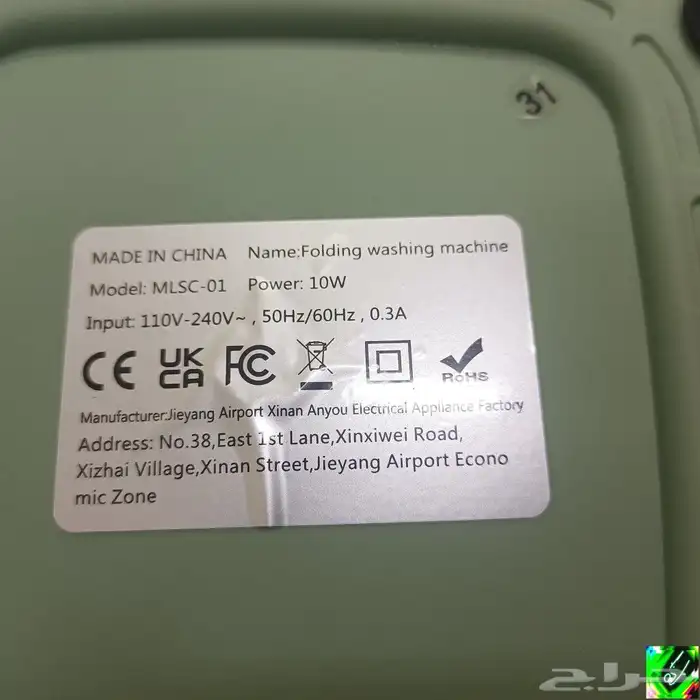 31
MADE IN CHINA Name:Folding washing machine
Model: MLSC-01 Power: 10W
Input: 110V-240V~ , 50Hz/60Hz , 0.3A
CE UK CA FC RoHS
Manufacturer:Jieyang Airport Xinan Anyou Electrical Appliance Factory
Address: No.38,East 1st Lane,Xinxiwei Road,
Xizhai Village,Xinan Street,Jieyang Airport Econo
mic Zone
حراج